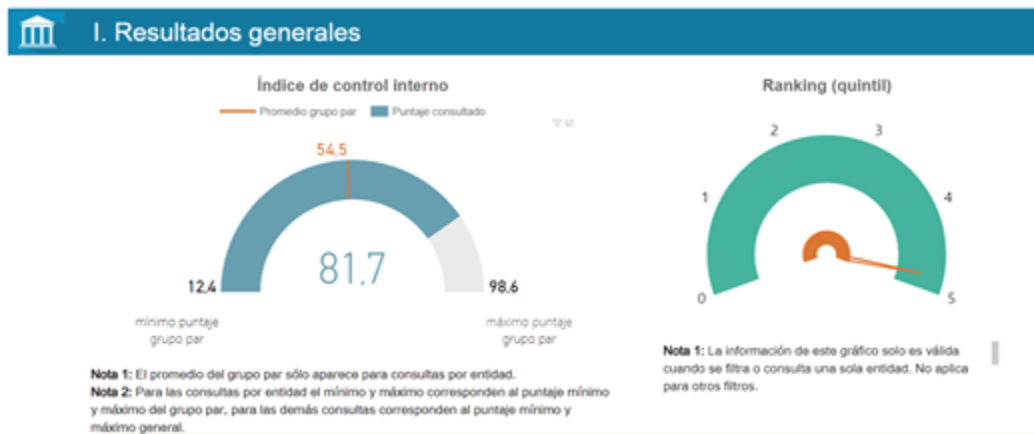 I. Resultados generales
Índice de control interno
Promedio grupo par
Puntaje consultado
54,5
81,7
12,4
98,6
mínimo puntaje
grupo par
máximo puntaje
grupo par
Nota 1: El promedio del grupo par sólo aparece para consultas por entidad.
Nota 2: Para las consultas por entidad el mínimo y máximo corresponden al puntaje mínimo
y máximo del grupo par, para las demás consultas corresponden al puntaje mínimo y
máximo general.
Ranking (quintil)
0
1
2
3
4
5
Nota 1: La información de este gráfico solo es válida
cuando se filtra o consulta una sola entidad. No aplica
para otros filtros.